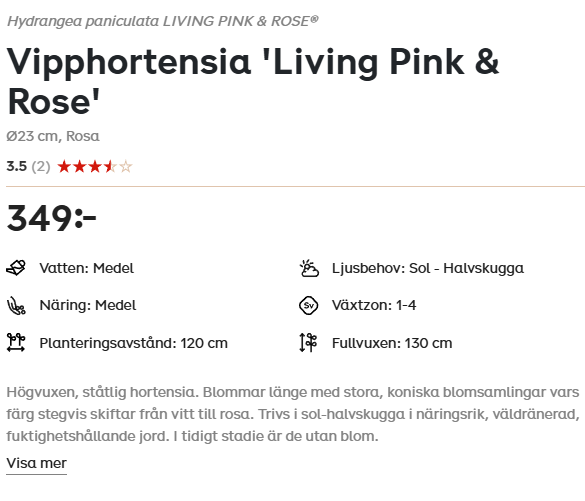 Hydrangea paniculata LIVING PINK & ROSE®
Vipphortensia 'Living Pink &
Rose'
Ø23 cm, Rosa
3.5 (2)
349:-
Vatten: Medel
Ljusbehov: Sol - Halvskugga
Näring: Medel
Sv
Växtzon: 1-4
Planteringsavstånd: 120 cm
Fullvuxen: 130 cm
Högvuxen, ståtlig hortensia. Blommar länge med stora, koniska blomsamlingar vars
färg stegvis skiftar från vitt till rosa. Trivs i sol-halvskugga i näringsrik, väldränerad,
fuktighetshållande jord. I tidigt stadie är de utan blom.
Visa mer